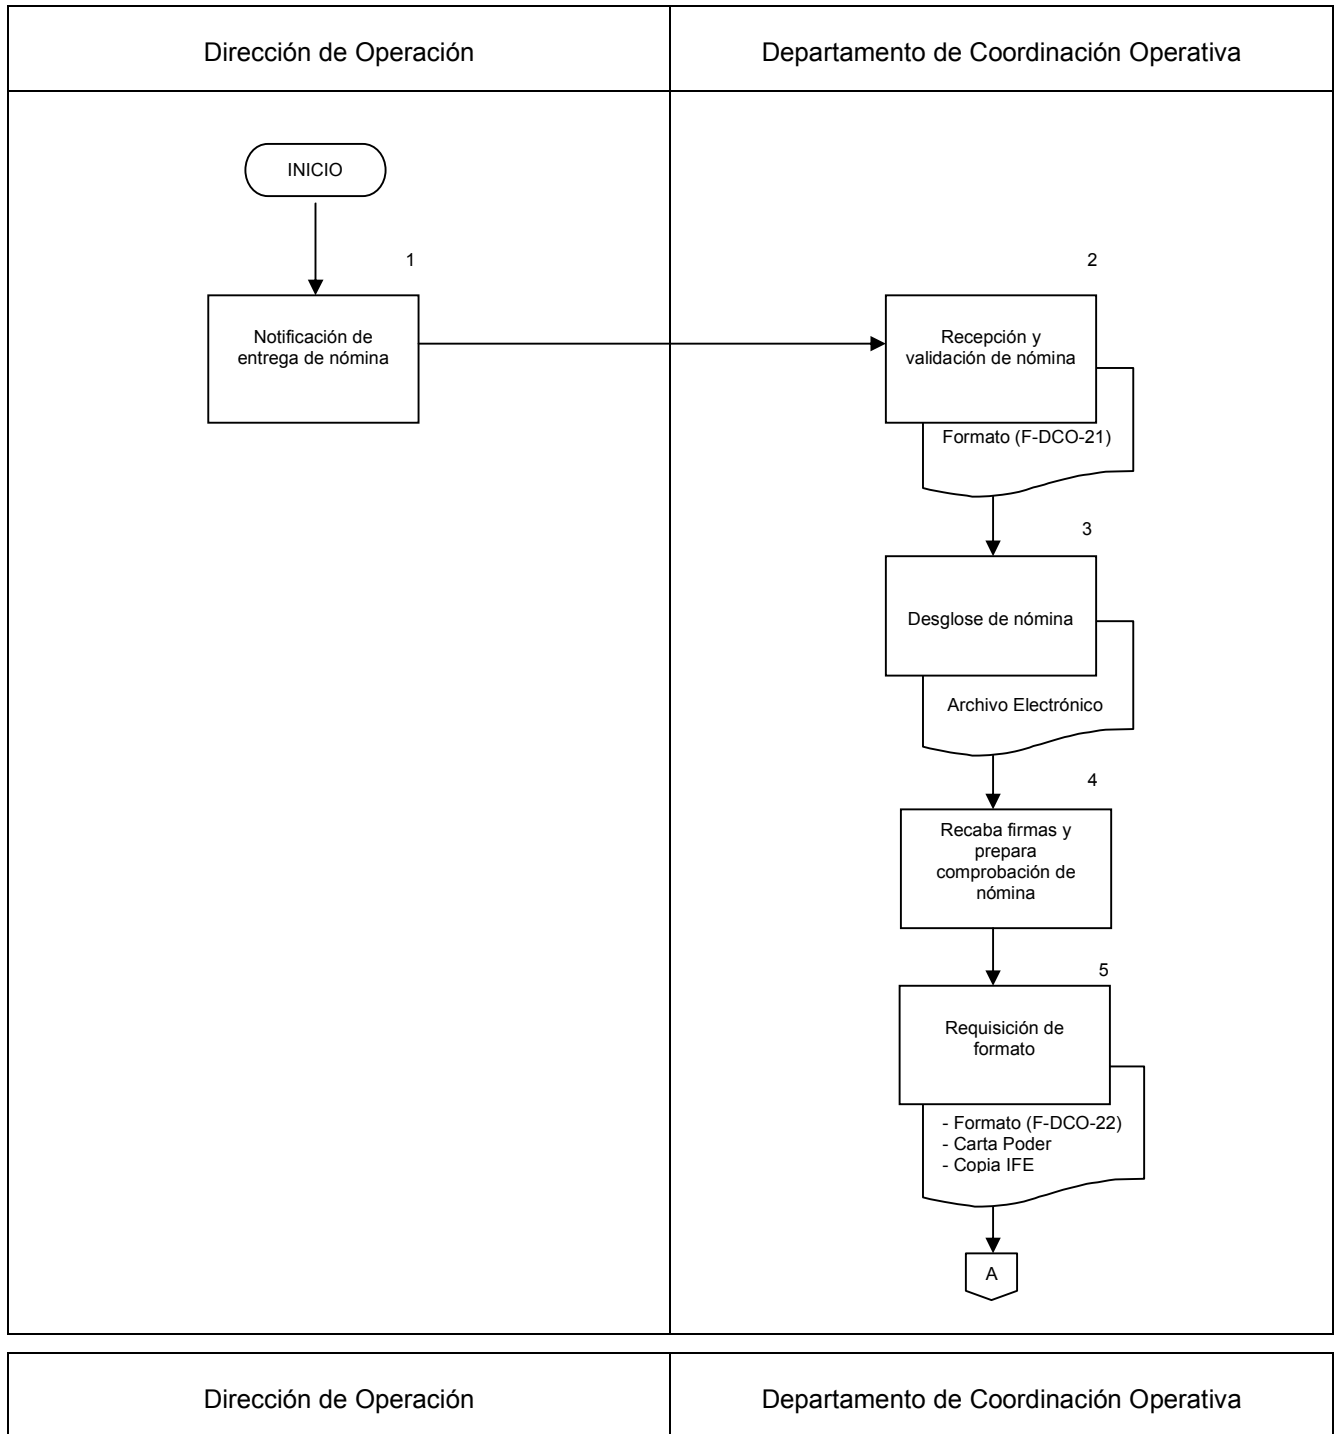 Dirección de Operación
Departamento de Coordinación Operativa
INICIO
1
Notificación de
entrega de nómina
2
Recepción y
validación de nómina
Formato (F-DCO-21)
3
Desglose de nómina
Archivo Electrónico
4
Recaba firmas y
prepara
comprobación de
nómina
5
Requisición de
formato
- Formato (F-DCO-22)
- Carta Poder
- Copia IFE
A
Dirección de Operación
Departamento de Coordinación Operativa